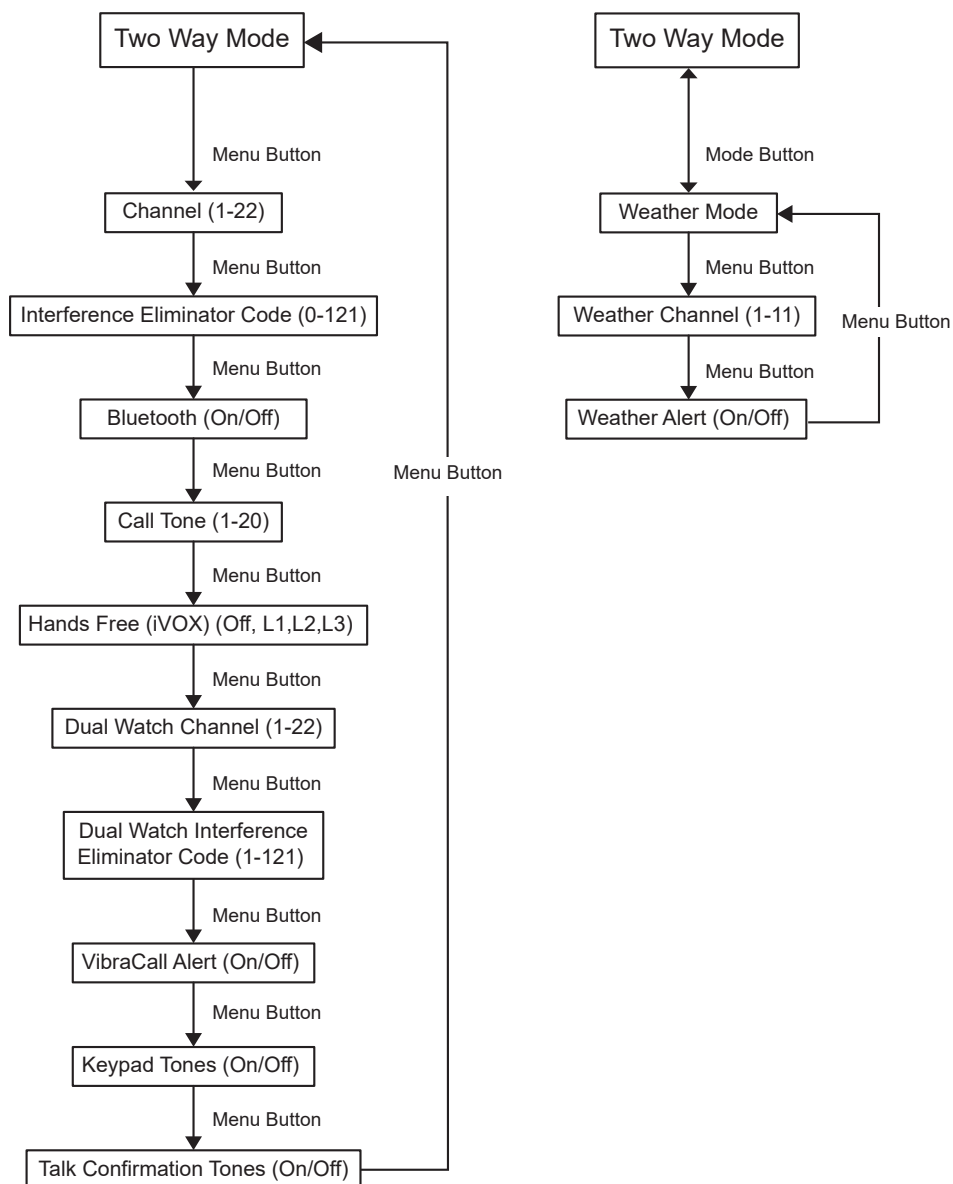 Two Way Mode
Menu Button
Channel (1-22)
Menu Button
Interference Eliminator Code (0-121)
Menu Button
Bluetooth (On/Off)
Menu Button
Call Tone (1-20)
Menu Button
Hands Free (iVOX) (Off, L1,L2,L3)
Menu Button
Dual Watch Channel (1-22)
Menu Button
Dual Watch Interference
Eliminator Code (1-121)
Menu Button
VibraCall Alert (On/Off)
Menu Button
Keypad Tones (On/Off)
Menu Button
Talk Confirmation Tones (On/Off)
Menu Button
Two Way Mode
Mode Button
Weather Mode
Menu Button
Weather Channel (1-11)
Menu Button
Weather Alert (On/Off)
Menu Button